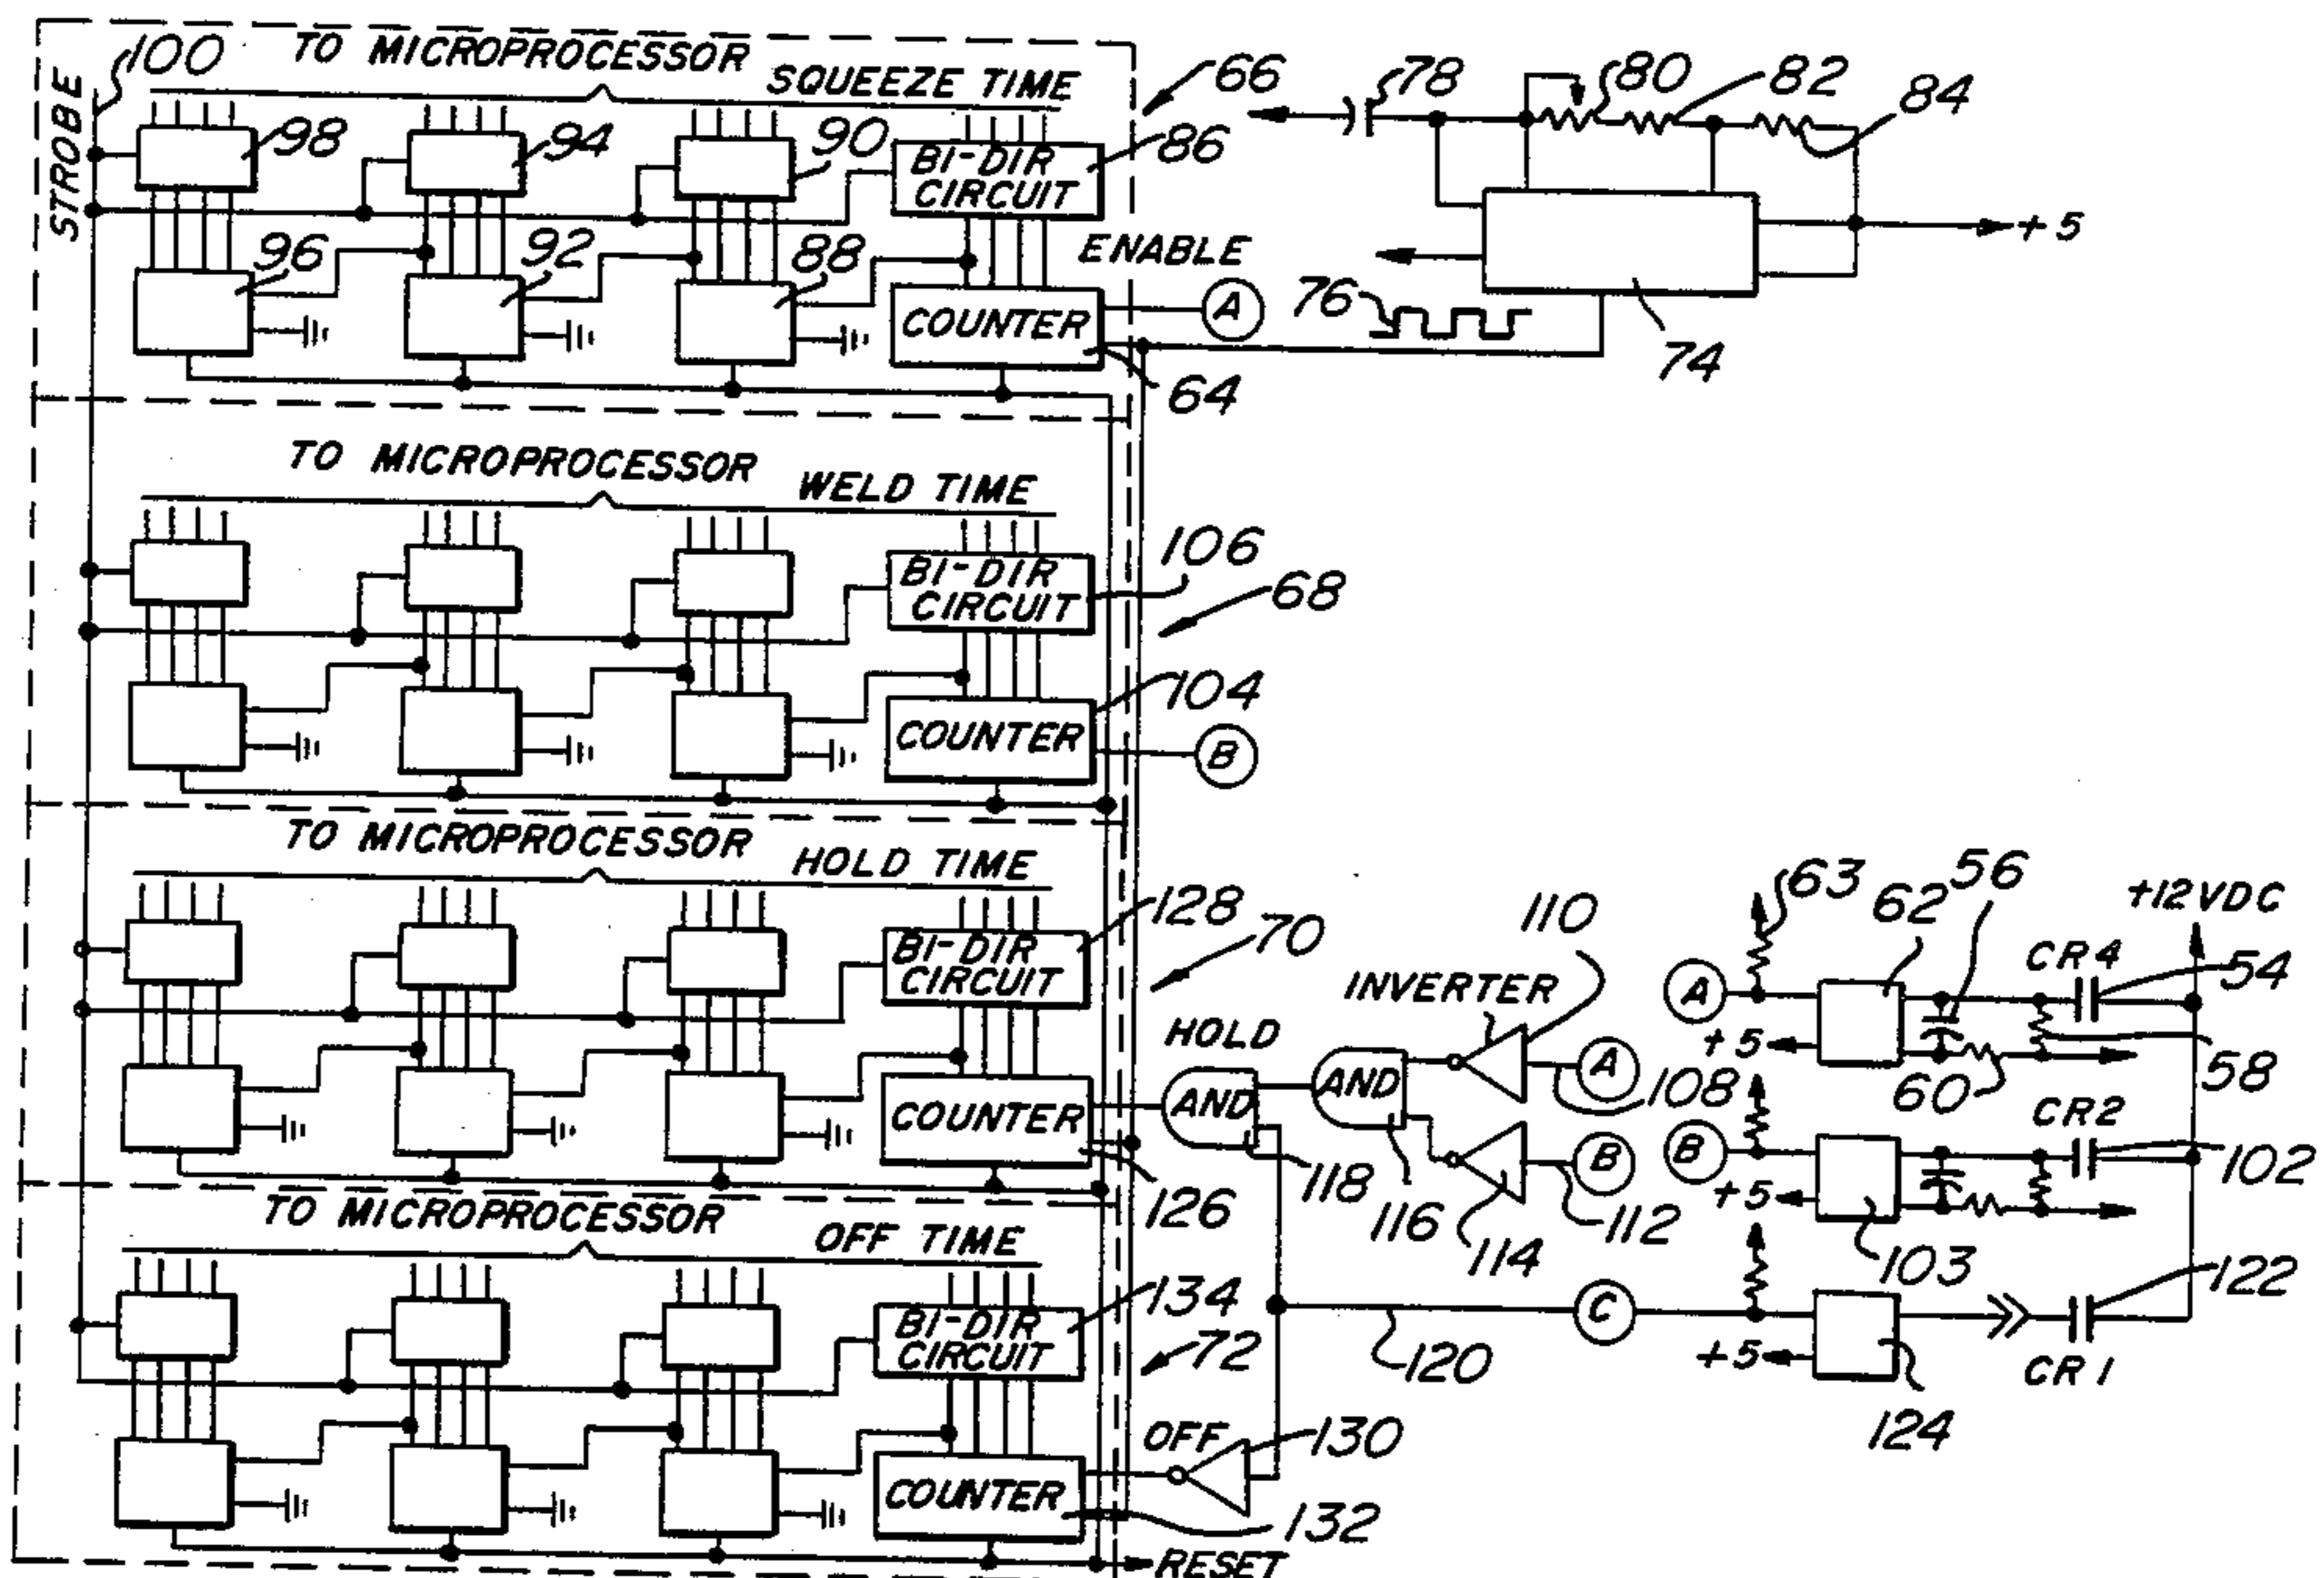 STROBE
100
TO MICROPROCESSOR
SQUEEZE TIME
66
78
80
82
84
98
94
90
BI-DIR CIRCUIT
86
+5
96
92
88
ENABLE
A
COUNTER
64
76
74
TO MICROPROCESSOR
WELD TIME
BI-DIR CIRCUIT
106
68
COUNTER
104
B
TO MICROPROCESSOR
HOLD TIME
BI-DIR CIRCUIT
128
70
COUNTER
126
HOLD
AND
118
AND
116
INVERTER
110
A
108
B
112
114
63
62
56
+12VDC
A
CR4
54
+5
60
58
B
CR2
102
+5
103
C
120
122
+5
CR1
124
TO MICROPROCESSOR
OFF TIME
BI-DIR CIRCUIT
134
72
OFF
130
COUNTER
132
RESET